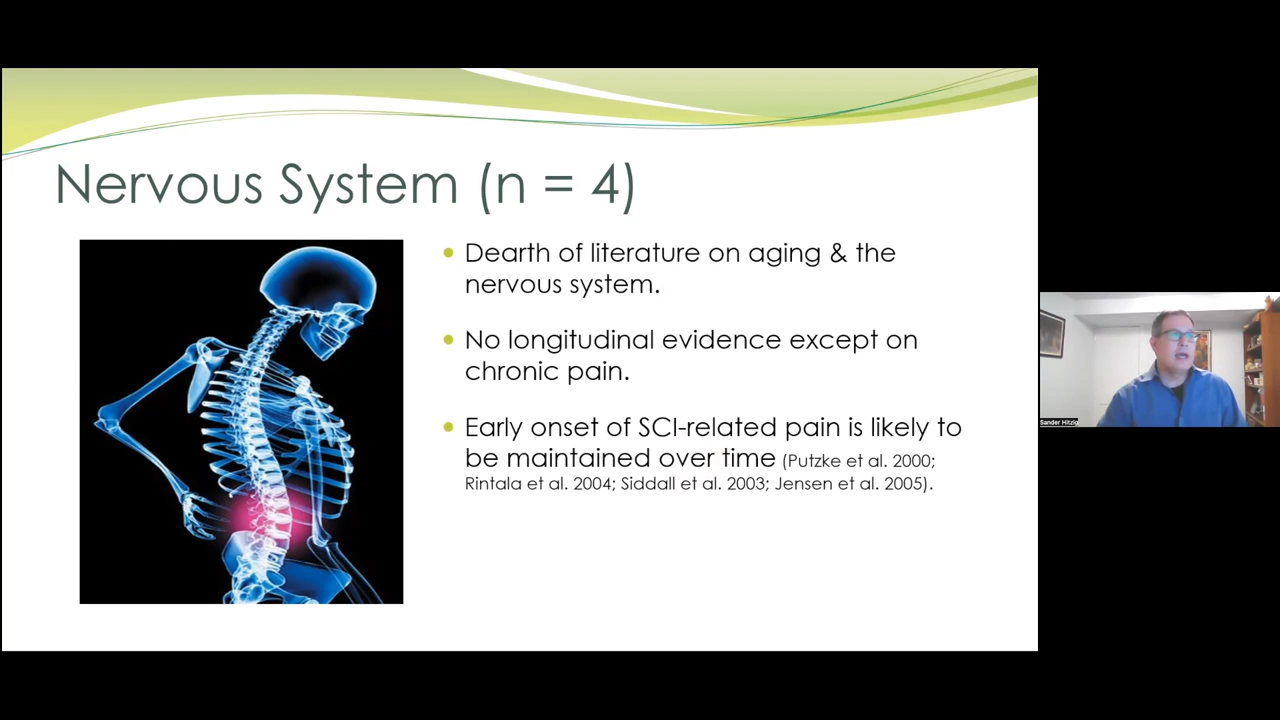 Nervous System (n = 4)
Dearth of literature on aging & the
nervous system.
No longitudinal evidence except on
chronic pain.
Early onset of SCI-related pain is likely to
be maintained over time (Putzke et al. 2000;
Rintala et al. 2004; Siddall et al. 2003; Jensen et al. 2005).
Sander Hitzig